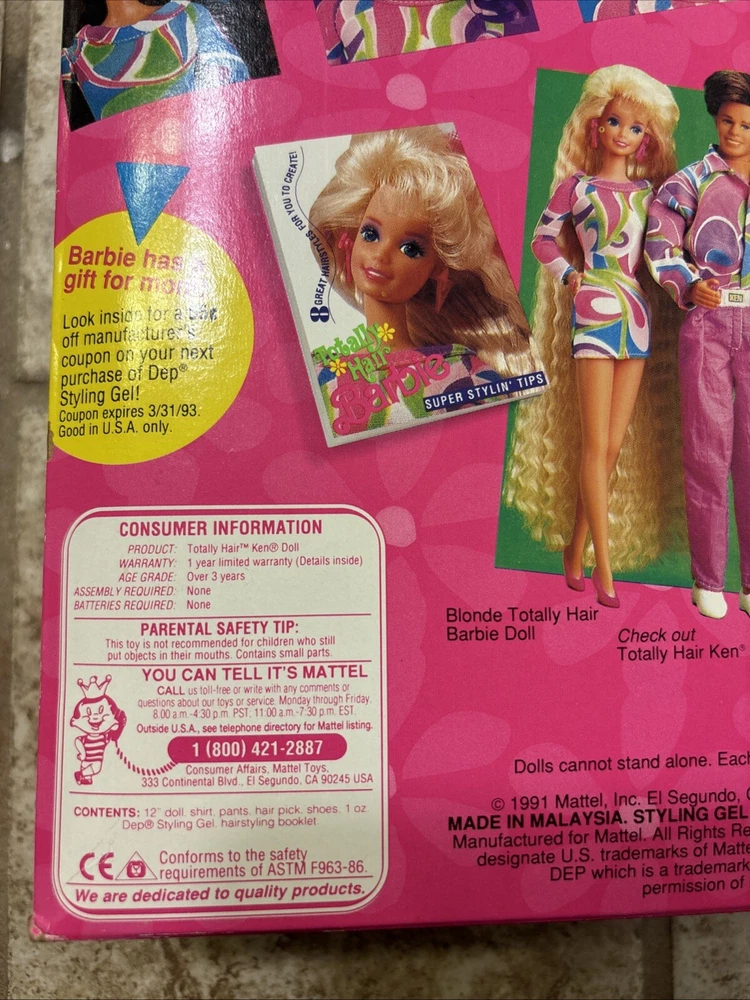 8 GREAT HAIRSTYLES FOR YOU TO CREATE!
Totally
Hair
Barbie
SUPER STYLIN' TIPS
Barbie has a
gift for more
Look inside for a
off manufacturer's
coupon on your next
purchase of Dep®
Styling Gel!
Coupon expires 3/31/93.
Good in U.S.A. only.
KEN
Blonde Totally Hair
Barbie Doll
Check out
Totally Hair Ken®
CONSUMER INFORMATION
PRODUCT: Totally Hair™ Ken® Doll
WARRANTY: 1 year limited warranty (Details inside)
AGE GRADE: Over 3 years
ASSEMBLY REQUIRED: None
BATTERIES REQUIRED: None
PARENTAL SAFETY TIP:
This toy is not recommended for children who still
put objects in their mouths. Contains small parts.
YOU CAN TELL IT'S MATTEL
CALL us toll-free or write with any comments or
questions about our toys or service. Monday through Friday.
8:00 a.m.-4:30 p.m. PST. 11:00 a.m.-7:30 p.m. EST.
Outside U.S.A., see telephone directory for Mattel listing.
1 (800) 421-2887
Consumer Affairs, Mattel Toys,
333 Continental Blvd., El Segundo, CA 90245 USA
CONTENTS: 12" doll, shirt, pants, hair pick, shoes, 1 oz.
Dep® Styling Gel, hairstyling booklet.
CE Conforms to the safety
requirements of ASTM F963-86.
We are dedicated to quality products.
Dolls cannot stand alone. Each
© 1991 Mattel, Inc. El Segundo,
MADE IN MALAYSIA. STYLING GEL
Manufactured for Mattel. All Rights
designate U.S. trademarks of
DEP which is a trademark
permission of